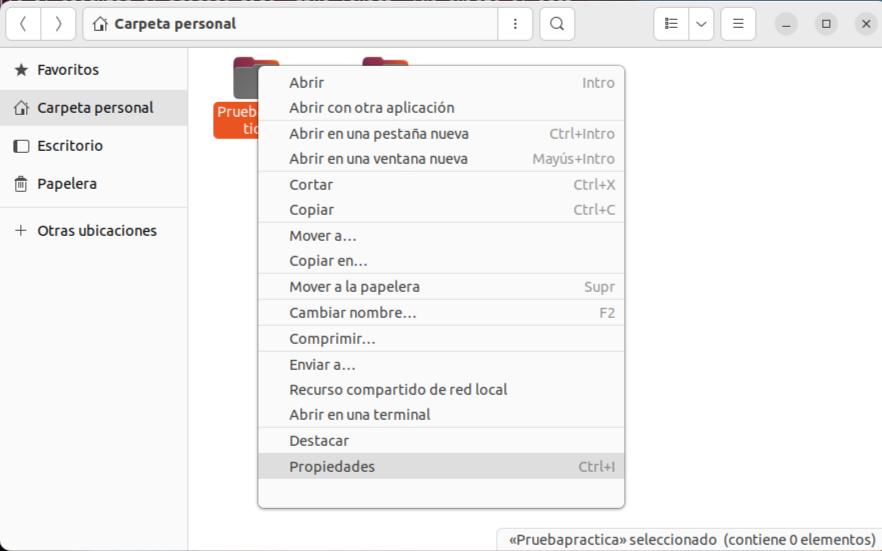 Carpeta personal
Favoritos
Carpeta personal
Escritorio
Papelera
Otras ubicaciones
Abrir Intro
Abrir con otra aplicación
Abrir en una pestaña nueva Ctrl+Intro
Abrir en una ventana nueva Mayús+Intro
Cortar Ctrl+X
Copiar Ctrl+C
Mover a...
Copiar en...
Mover a la papelera Supr
Cambiar nombre... F2
Comprimir...
Enviar a...
Recurso compartido de red local
Abrir en una terminal
Destacar
Propiedades Ctrl+I
«Pruebapractica» seleccionado (contiene 0 elementos)